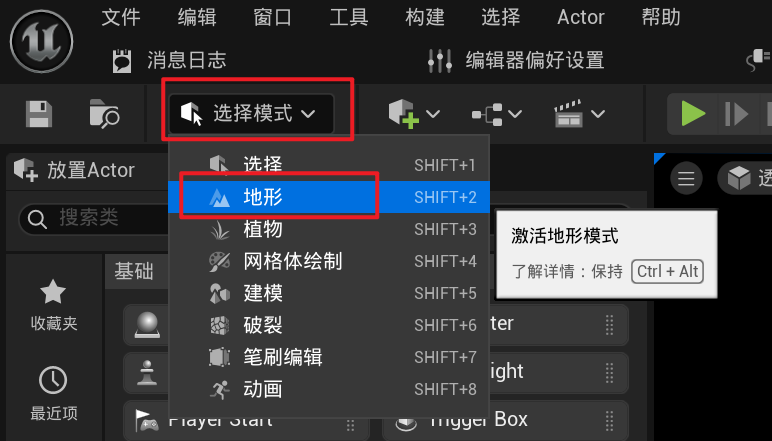 文件 编辑 窗口 工具 构建 选择 Actor 帮助
消息日志 编辑器偏好设置
选择模式
放置Actor
选择 SHIFT+1
透
地形 SHIFT+2
搜索类
植物 SHIFT+3
激活地形模式
网格体绘制 SHIFT+4
了解详情：保持 Ctrl + Alt
基础
建模 SHIFT+5
收藏夹
破裂 SHIFT+6
ter
笔刷编辑 SHIFT+7
ight
动画 SHIFT+8
最近项
Player Start
Trigger Box